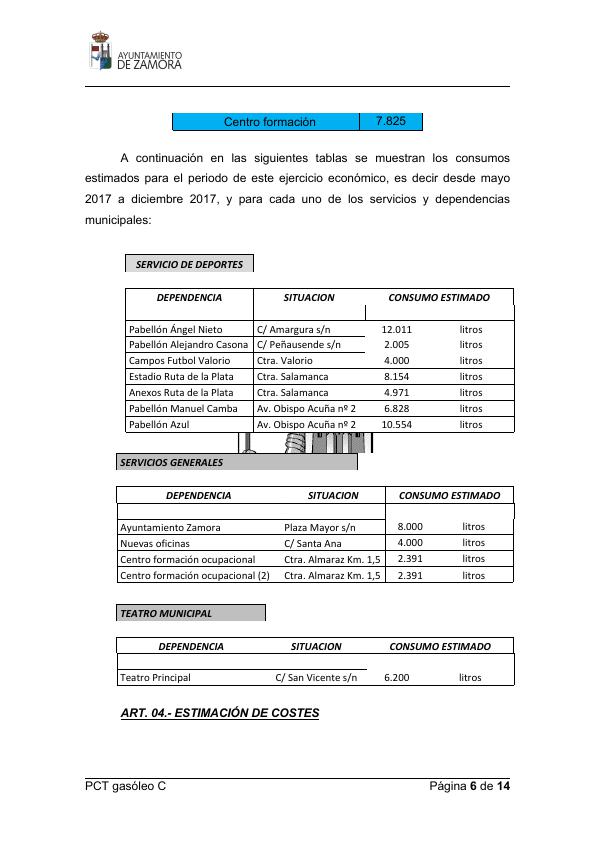 AYUNTAMIENTO
DE ZAMORA
Centro formación 7.825
A continuación en las siguientes tablas se muestran los consumos
estimados para el periodo de este ejercicio económico, es decir desde mayo
2017 a diciembre 2017, y para cada uno de los servicios y dependencias
municipales:
SERVICIO DE DEPORTES
DEPENDENCIA SITUACION CONSUMO ESTIMADO
Pabellón Ángel Nieto C/ Amargura s/n 12.011 litros
Pabellón Alejandro Casona C/ Peñausende s/n 2.005 litros
Campos Futbol Valorio Ctra. Valorio 4.000 litros
Estadio Ruta de la Plata Ctra. Salamanca 8.154 litros
Anexos Ruta de la Plata Ctra. Salamanca 4.971 litros
Pabellón Manuel Camba Av. Obispo Acuña nº 2 6.828 litros
Pabellón Azul Av. Obispo Acuña nº 2 10.554 litros
SERVICIOS GENERALES
DEPENDENCIA SITUACION CONSUMO ESTIMADO
Ayuntamiento Zamora Plaza Mayor s/n 8.000 litros
Nuevas oficinas C/ Santa Ana 4.000 litros
Centro formación ocupacional Ctra. Almaraz Km. 1,5 2.391 litros
Centro formación ocupacional (2) Ctra. Almaraz Km. 1,5 2.391 litros
TEATRO MUNICIPAL
DEPENDENCIA SITUACION CONSUMO ESTIMADO
Teatro Principal C/ San Vicente s/n 6.200 litros
ART. 04.- ESTIMACIÓN DE COSTES
PCT gasóleo C Página 6 de 14